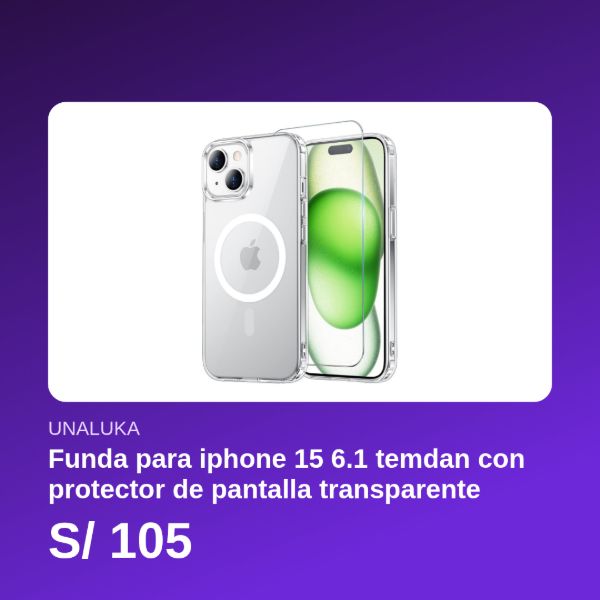 UNALUKA
Funda para iphone 15 6.1 temdan con
protector de pantalla transparente
S/ 105